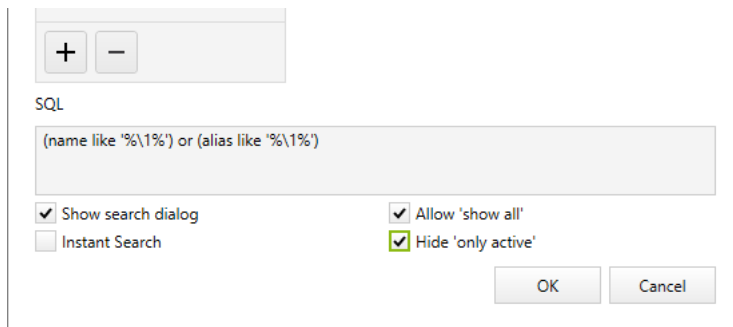 + −
SQL
(name like '%\1%') or (alias like '%\1%')
Show search dialog
Allow 'show all'
Instant Search
Hide 'only active'
OK
Cancel